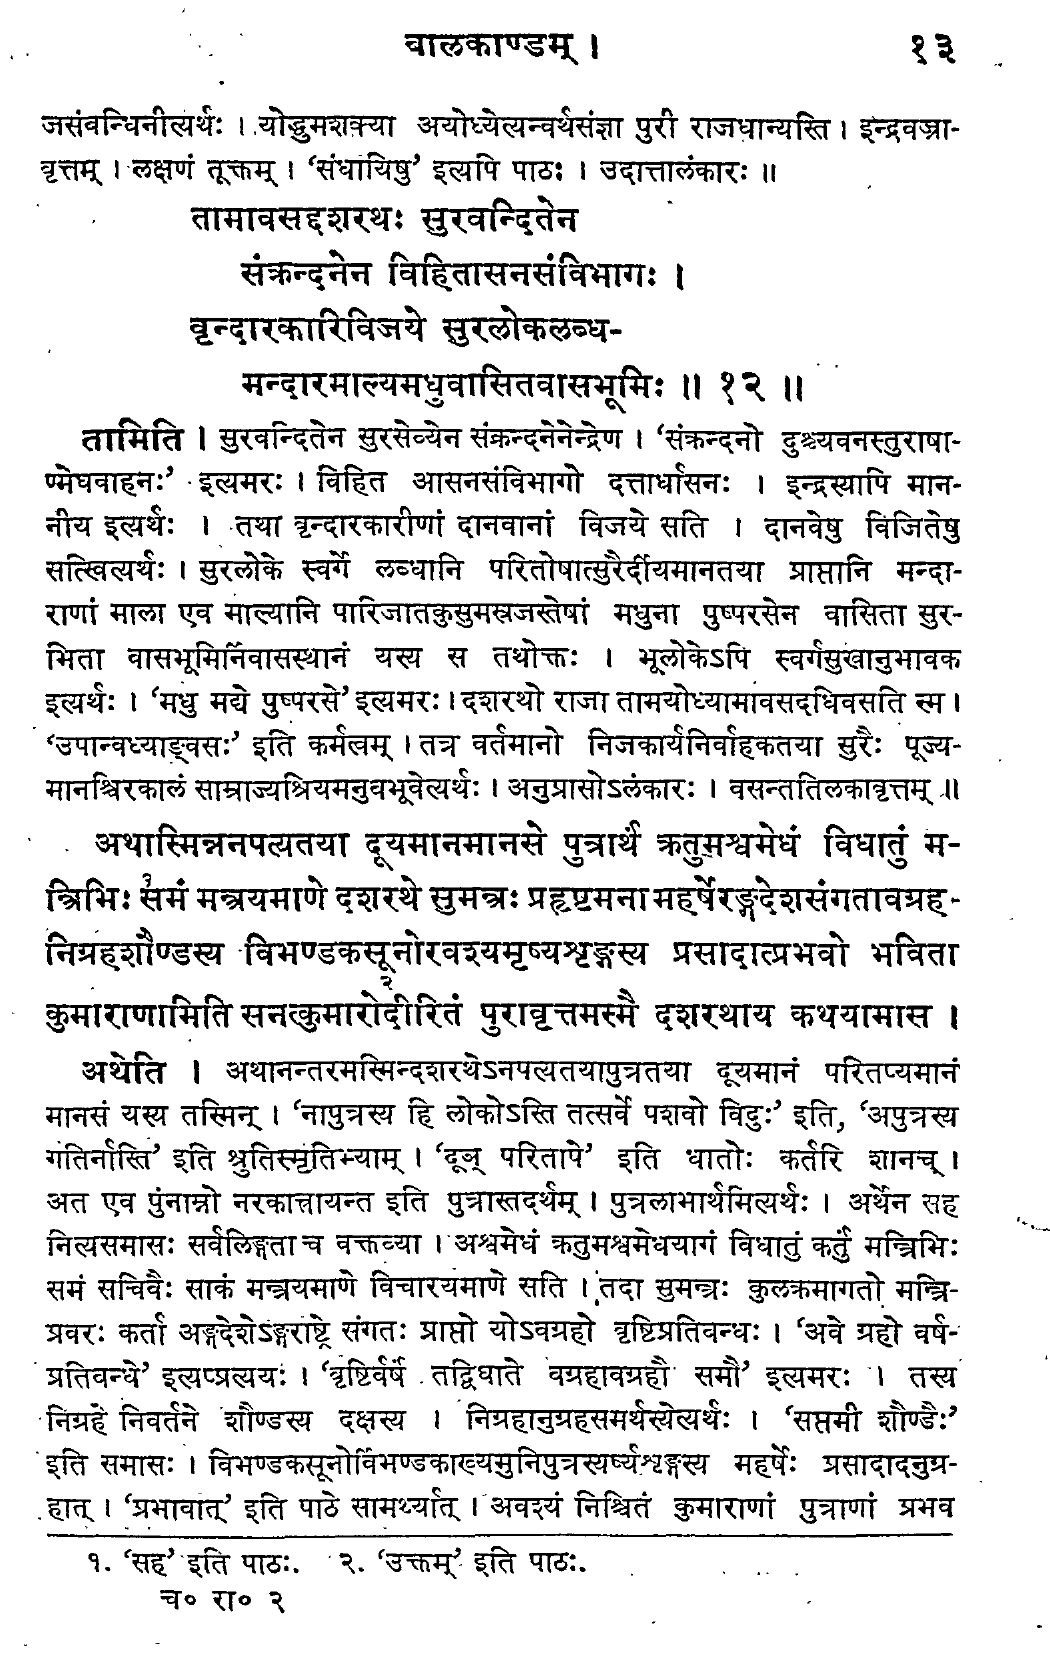 वालकाण्डम् । १३
जसंवन्धिनीत्यर्थः । योद्धुमशक्या अयोध्येत्यन्वर्थसंज्ञा पुरी राजधान्यस्ति । इन्द्रवज्रा-
वृत्तम् । लक्षणं तूक्तम् । ‘संधायिषु’ इत्यपि पाठः । उदात्तालंकारः ॥
तामावसद्दशरथः सुरवन्दितेन
संक्रन्दनेन विहितासनसंविभागः ।
वृन्दारकारिविजये सुरलोकलब्ध-
मन्दारमाल्यमधुवासितवासभूमिः ॥ १२ ॥
तामिति । सुरवन्दितेन सुरसेव्येन संक्रन्दनेनेन्द्रेण । ‘संक्रन्दनो दुश्च्यवनस्तुराषा-
ण्मेघवाहनः’ इत्यमरः । विहित आसनसंविभागो दत्तार्धासनः । इन्द्रस्यापि मान-
नीय इत्यर्थः । तथा वृन्दारकारीणां दानवानां विजये सति । दानवेषु विजितेषु
सत्स्वित्यर्थः । सुरलोके स्वर्गे लब्धानि परितोषात्सुरैर्दीयमानतया प्राप्तानि मन्दा-
राणां माला एव माल्यानि पारिजातकुसुमस्रजस्तेषां मधुना पुष्परसेन वासिता सुर-
भिता वासभूमिर्निवासस्थानं यस्य स तथोक्तः । भूलोकेऽपि स्वर्गसुखानुभावक
इत्यर्थः । ‘मधु मद्ये पुष्परसे’ इत्यमरः । दशरथो राजा तामयोध्यामावसदधिवसति स्म ।
‘उपान्वध्याङ्वसः’ इति कर्मत्वम् । तत्र वर्तमानो निजकार्यनिर्वाहकतया सुरैः पूज्य-
मानश्चिरकालं साम्राज्यश्रियमनुवभूवेत्यर्थः । अनुप्रासोऽलंकारः । वसन्ततिलकावृत्तम् ॥
अथास्मिन्ननपत्यतया दूयमानमानसे पुत्रार्थं क्रतुमश्वमेधं विधातुं म-
न्त्रिभिः १समं मन्त्रयमाणे दशरथे सुमन्त्रः प्रहृष्टमना महर्षेरङ्गदेशसंगतावग्रह-
निग्रहशौण्डस्य विभण्डकसूनोरवश्यमृष्यशृङ्गस्य प्रसादात्प्रभवो भविता
कुमाराणामिति सनत्कुमारो२दीरितं पुरावृत्तमस्मै दशरथाय कथयामास ।
अथेति । अथानन्तरमस्मिन्दशरथेऽनपत्यतयापुत्रतया दूयमानं परितप्यमानं
मानसं यस्य तस्मिन् । ‘नापुत्रस्य हि लोकोऽस्ति तत्सर्वे पशवो विदुः’ इति, ‘अपुत्रस्य
गतिर्नास्ति’ इति श्रुतिस्मृतिभ्याम् । ‘दूञ् परितापे’ इति धातोः कर्तरि शानच् ।
अत एव पुंनाम्नो नरकात्त्रायन्त इति पुत्रास्तदर्थम् । पुत्रलाभार्थमित्यर्थः । अर्थेन सह
नित्यसमासः सर्वलिङ्गता च वक्तव्या । अश्वमेधं क्रतुमश्वमेधयागं विधातुं कर्तुं मन्त्रिभिः
समं सचिवैः साकं मन्त्रयमाणे विचारयमाणे सति । तदा सुमन्त्रः कुलक्रमागतो मन्त्रि-
प्रवरः कर्ता अङ्गदेशेऽङ्गराष्ट्रे संगतः प्राप्तो योऽवग्रहो वृष्टिप्रतिवन्धः । ‘अवे ग्रहो वर्ष-
प्रतिवन्धे’ इत्यप्प्रत्ययः । ‘वृष्टिर्वर्षं तद्विघाते वग्रहावग्रहौ समौ’ इत्यमरः । तस्य
निग्रहे निवर्तने शौण्डस्य दक्षस्य । निग्रहानुग्रहसमर्थस्येत्यर्थः । ‘सप्तमी शौण्डैः’
इति समासः । विभण्डकसूनोर्विभण्डकाख्यमुनिपुत्रस्यर्ष्यशृङ्गस्य महर्षेः प्रसादादनुग्र-
हात् । ‘प्रभावात्’ इति पाठे सामर्थ्यात् । अवश्यं निश्चितं कुमाराणां पुत्राणां प्रभव
१. ‘सह’ इति पाठः. २. ‘उक्तम्’ इति पाठः.
च० रा० २